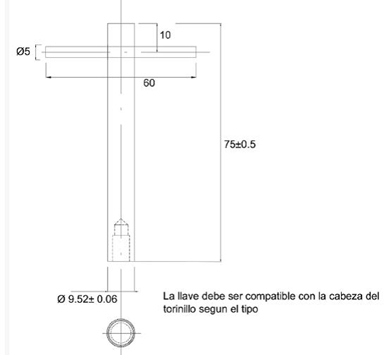 10
Ø5
60
75±0.5
Ø 9.52± 0.06
La llave debe ser compatible con la cabeza del
torinillo segun el tipo